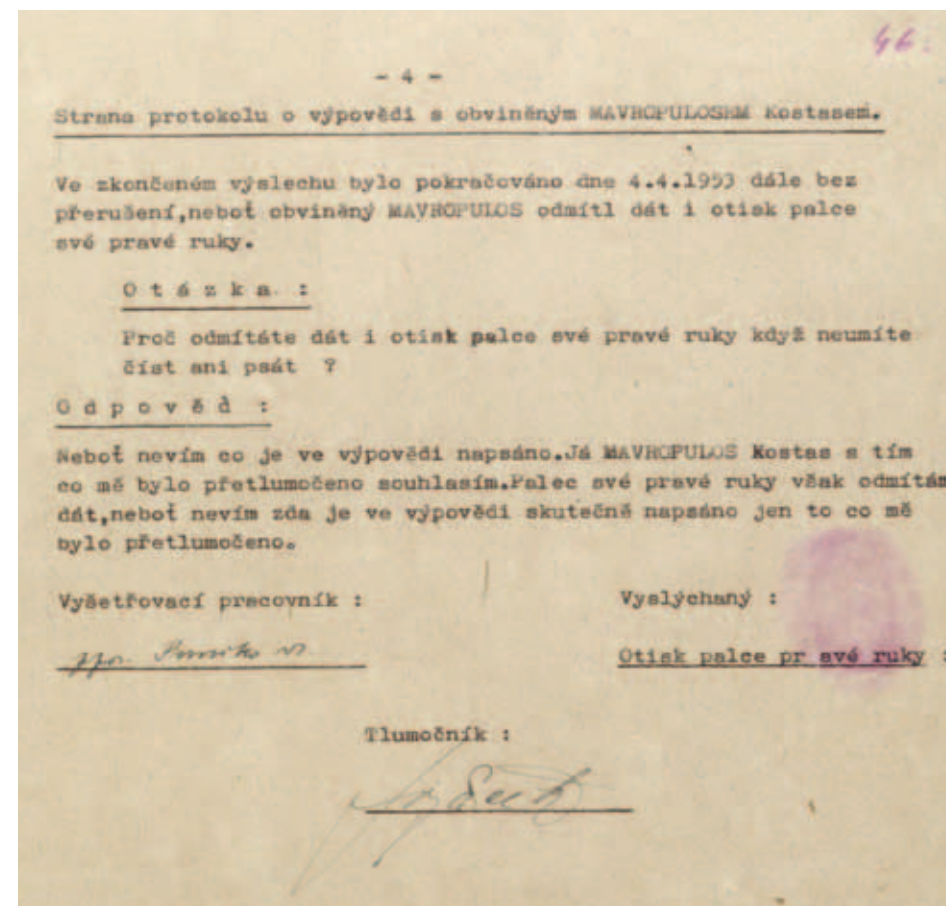 46.
- 4 -
Strana protokolu o výpovědi s obviněným MAVROPULOSEM Kostasem.
Ve skončeném výslechu bylo pokračováno dne 4.4.1953 dále bez
přerušení,neboť obviněný MAVROPULOS odmítl dát i otisk palce
své pravé ruky.
O t á z k a :
Proč odmítáte dát i otisk palce své pravé ruky když neumíte
číst ani psát ?
O d p o v ě ď :
Neboť nevím co je ve výpovědi napsáno.Já MAVROPULOS Kostas s tím
co mě bylo přetlumočeno souhlasím.Palec své pravé ruky však odmítám
dát,neboť nevím zda je ve výpovědi skutečně napsáno jen to co mě
bylo přetlumočeno.
Vyšetřovací pracovník :
Vyslýchaný :
Otisk palce pr avé ruky :
Tlumočník :